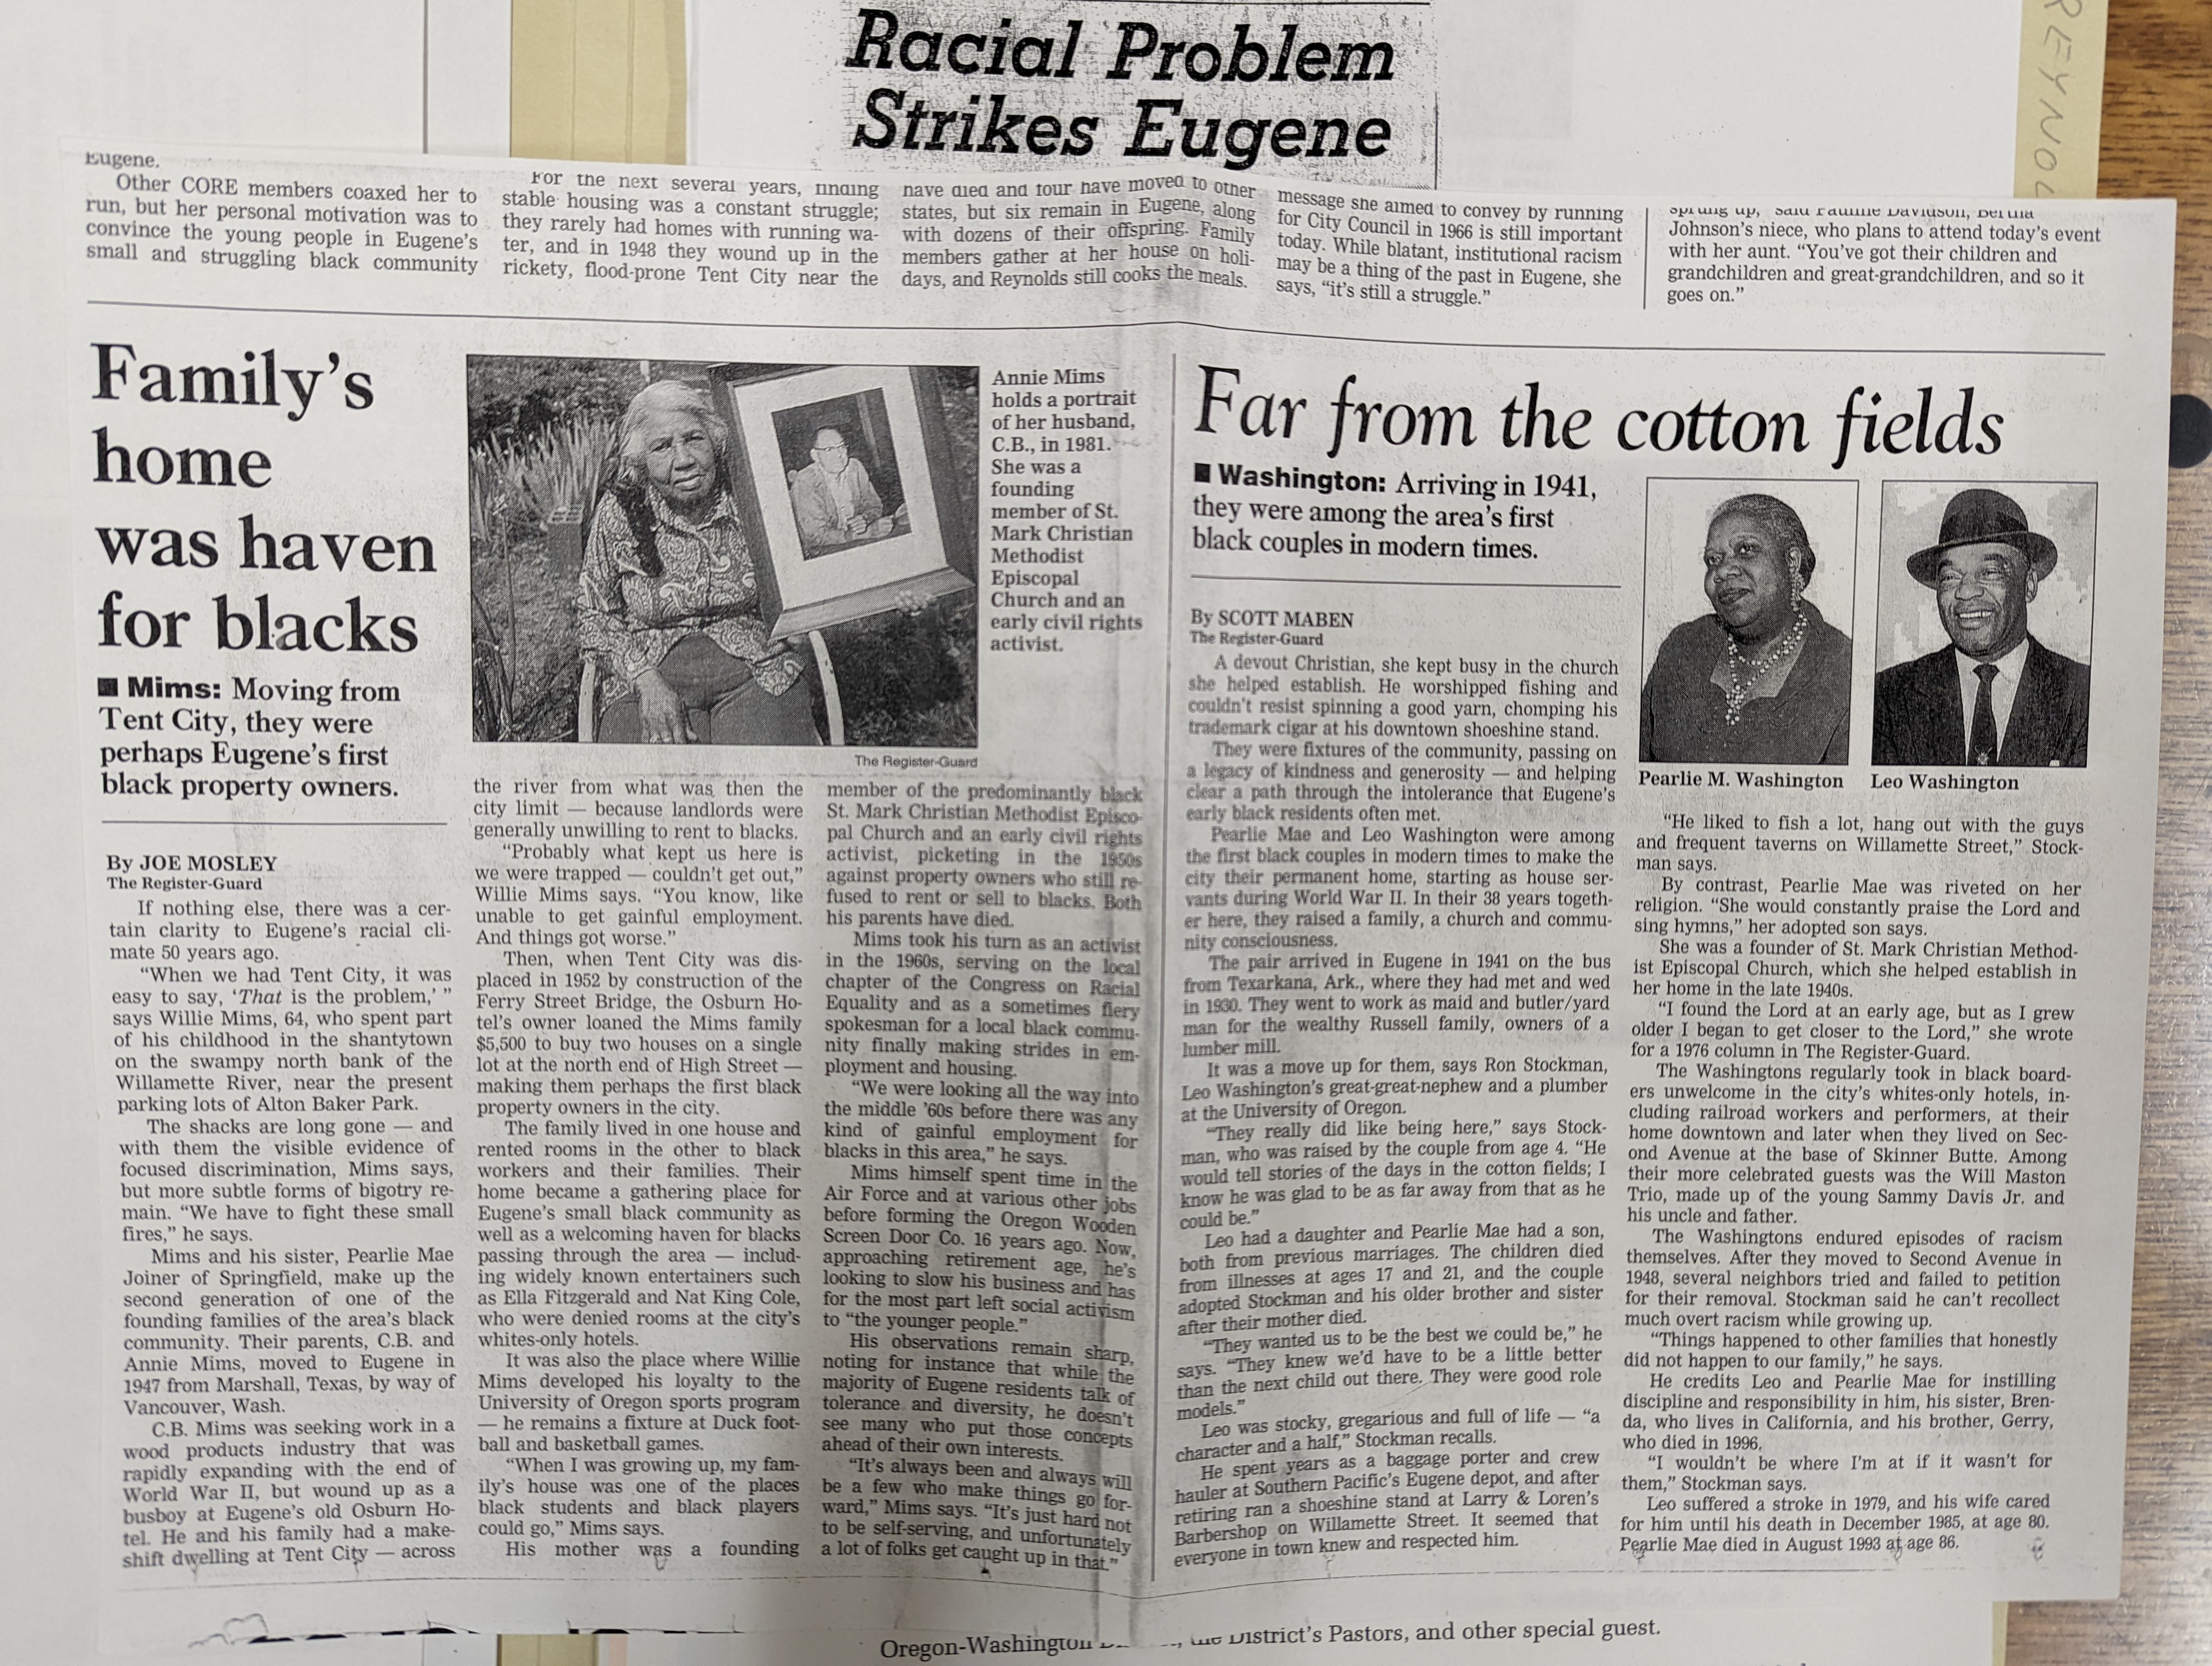 Racial Problem
Strikes Eugene
REYNOL
Eugene.
Other CORE members coaxed her to
run, but her personal motivation was to
convince the young people in Eugene's
small and struggling black community
For the next several years, finding
stable housing was a constant struggle;
they rarely had homes with running wa-
ter, and in 1948 they wound up in the
rickety, flood-prone Tent City near the
have died and four have moved to other
states, but six remain in Eugene, along
with dozens of their offspring. Family
members gather at her house on holi-
days, and Reynolds still cooks the meals.
message she aimed to convey by running
for City Council in 1966 is still important
today. While blatant, institutional racism
may be a thing of the past in Eugene, she
says, “it's still a struggle.”
sprung up,” said Pauline Davidson, Bertha
Johnson's niece, who plans to attend today's event
with her aunt. “You've got their children and
grandchildren and great-grandchildren, and so it
goes on.”
Family's
home
was haven
for blacks
■ Mims: Moving from
Tent City, they were
perhaps Eugene's first
black property owners.
Annie Mims
holds a portrait
of her husband,
C.B., in 1981.
She was a
founding
member of St.
Mark Christian
Methodist
Episcopal
Church and an
early civil rights
activist.
The Register-Guard
By JOE MOSLEY
The Register-Guard
If nothing else, there was a cer-
tain clarity to Eugene's racial cli-
mate 50 years ago.
“When we had Tent City, it was
easy to say, ‘That is the problem,’ ”
says Willie Mims, 64, who spent part
of his childhood in the shantytown
on the swampy north bank of the
Willamette River, near the present
parking lots of Alton Baker Park.
The shacks are long gone — and
with them the visible evidence of
focused discrimination, Mims says,
but more subtle forms of bigotry re-
main. “We have to fight these small
fires,” he says.
Mims and his sister, Pearlie Mae
Joiner of Springfield, make up the
second generation of one of the
founding families of the area's black
community. Their parents, C.B. and
Annie Mims, moved to Eugene in
1947 from Marshall, Texas, by way of
Vancouver, Wash.
C.B. Mims was seeking work in a
wood products industry that was
rapidly expanding with the end of
World War II, but wound up as a
busboy at Eugene's old Osburn Ho-
tel. He and his family had a make-
shift dwelling at Tent City — across
the river from what was then the
city limit — because landlords were
generally unwilling to rent to blacks.
“Probably what kept us here is
we were trapped — couldn't get out,”
Willie Mims says. “You know, like
unable to get gainful employment.
And things got worse.”
Then, when Tent City was dis-
placed in 1952 by construction of the
Ferry Street Bridge, the Osburn Ho-
tel's owner loaned the Mims family
$5,500 to buy two houses on a single
lot at the north end of High Street —
making them perhaps the first black
property owners in the city.
The family lived in one house and
rented rooms in the other to black
workers and their families. Their
home became a gathering place for
Eugene's small black community as
well as a welcoming haven for blacks
passing through the area — includ-
ing widely known entertainers such
as Ella Fitzgerald and Nat King Cole,
who were denied rooms at the city's
whites-only hotels.
It was also the place where Willie
Mims developed his loyalty to the
University of Oregon sports program
— he remains a fixture at Duck foot-
ball and basketball games.
“When I was growing up, my fam-
ily's house was one of the places
black students and black players
could go,” Mims says.
His mother was a founding
member of the predominantly black
St. Mark Christian Methodist Episco-
pal Church and an early civil rights
activist, picketing in the 1950s
against property owners who still re-
fused to rent or sell to blacks. Both
his parents have died.
Mims took his turn as an activist
in the 1960s, serving on the local
chapter of the Congress on Racial
Equality and as a sometimes fiery
spokesman for a local black commu-
nity finally making strides in em-
ployment and housing.
“We were looking all the way into
the middle '60s before there was any
kind of gainful employment for
blacks in this area,” he says.
Mims himself spent time in the
Air Force and at various other jobs
before forming the Oregon Wooden
Screen Door Co. 16 years ago. Now,
approaching retirement age, he's
looking to slow his business and has
for the most part left social activism
to “the younger people.”
His observations remain sharp,
noting for instance that while the
majority of Eugene residents talk of
tolerance and diversity, he doesn't
see many who put those concepts
ahead of their own interests.
“It's always been and always will
be a few who make things go for-
ward,” Mims says. “It's just hard not
to be self-serving, and unfortunately
a lot of folks get caught up in that.”
Far from the cotton fields
■ Washington: Arriving in 1941,
they were among the area's first
black couples in modern times.
Pearlie M. Washington
Leo Washington
By SCOTT MABEN
The Register-Guard
A devout Christian, she kept busy in the church
she helped establish. He worshipped fishing and
couldn't resist spinning a good yarn, chomping his
trademark cigar at his downtown shoeshine stand.
They were fixtures of the community, passing on
a legacy of kindness and generosity — and helping
clear a path through the intolerance that Eugene's
early black residents often met.
Pearlie Mae and Leo Washington were among
the first black couples in modern times to make the
city their permanent home, starting as house ser-
vants during World War II. In their 38 years togeth-
er here, they raised a family, a church and commu-
nity consciousness.
The pair arrived in Eugene in 1941 on the bus
from Texarkana, Ark., where they had met and wed
in 1930. They went to work as maid and butler/yard
man for the wealthy Russell family, owners of a
lumber mill.
It was a move up for them, says Ron Stockman,
Leo Washington's great-great-nephew and a plumber
at the University of Oregon.
“They really did like being here,” says Stock-
man, who was raised by the couple from age 4. “He
would tell stories of the days in the cotton fields; I
know he was glad to be as far away from that as he
could be.”
Leo had a daughter and Pearlie Mae had a son,
both from previous marriages. The children died
from illnesses at ages 17 and 21, and the couple
adopted Stockman and his older brother and sister
after their mother died.
“They wanted us to be the best we could be,” he
says. “They knew we'd have to be a little better
than the next child out there. They were good role
models.”
Leo was stocky, gregarious and full of life — “a
character and a half,” Stockman recalls.
He spent years as a baggage porter and crew
hauler at Southern Pacific's Eugene depot, and after
retiring ran a shoeshine stand at Larry & Loren's
Barbershop on Willamette Street. It seemed that
everyone in town knew and respected him.
“He liked to fish a lot, hang out with the guys
and frequent taverns on Willamette Street,” Stock-
man says.
By contrast, Pearlie Mae was riveted on her
religion. “She would constantly praise the Lord and
sing hymns,” her adopted son says.
She was a founder of St. Mark Christian Method-
ist Episcopal Church, which she helped establish in
her home in the late 1940s.
“I found the Lord at an early age, but as I grew
older I began to get closer to the Lord,” she wrote
for a 1976 column in The Register-Guard.
The Washingtons regularly took in black board-
ers unwelcome in the city's whites-only hotels, in-
cluding railroad workers and performers, at their
home downtown and later when they lived on Sec-
ond Avenue at the base of Skinner Butte. Among
their more celebrated guests was the Will Maston
Trio, made up of the young Sammy Davis Jr. and
his uncle and father.
The Washingtons endured episodes of racism
themselves. After they moved to Second Avenue in
1948, several neighbors tried and failed to petition
for their removal. Stockman said he can't recollect
much overt racism while growing up.
“Things happened to other families that honestly
did not happen to our family,” he says.
He credits Leo and Pearlie Mae for instilling
discipline and responsibility in him, his sister, Bren-
da, who lives in California, and his brother, Gerry,
who died in 1996.
“I wouldn't be where I'm at if it wasn't for
them,” Stockman says.
Leo suffered a stroke in 1979, and his wife cared
for him until his death in December 1985, at age 80.
Pearlie Mae died in August 1993 at age 86.
Oregon-Washington the District's Pastors, and other special guest.